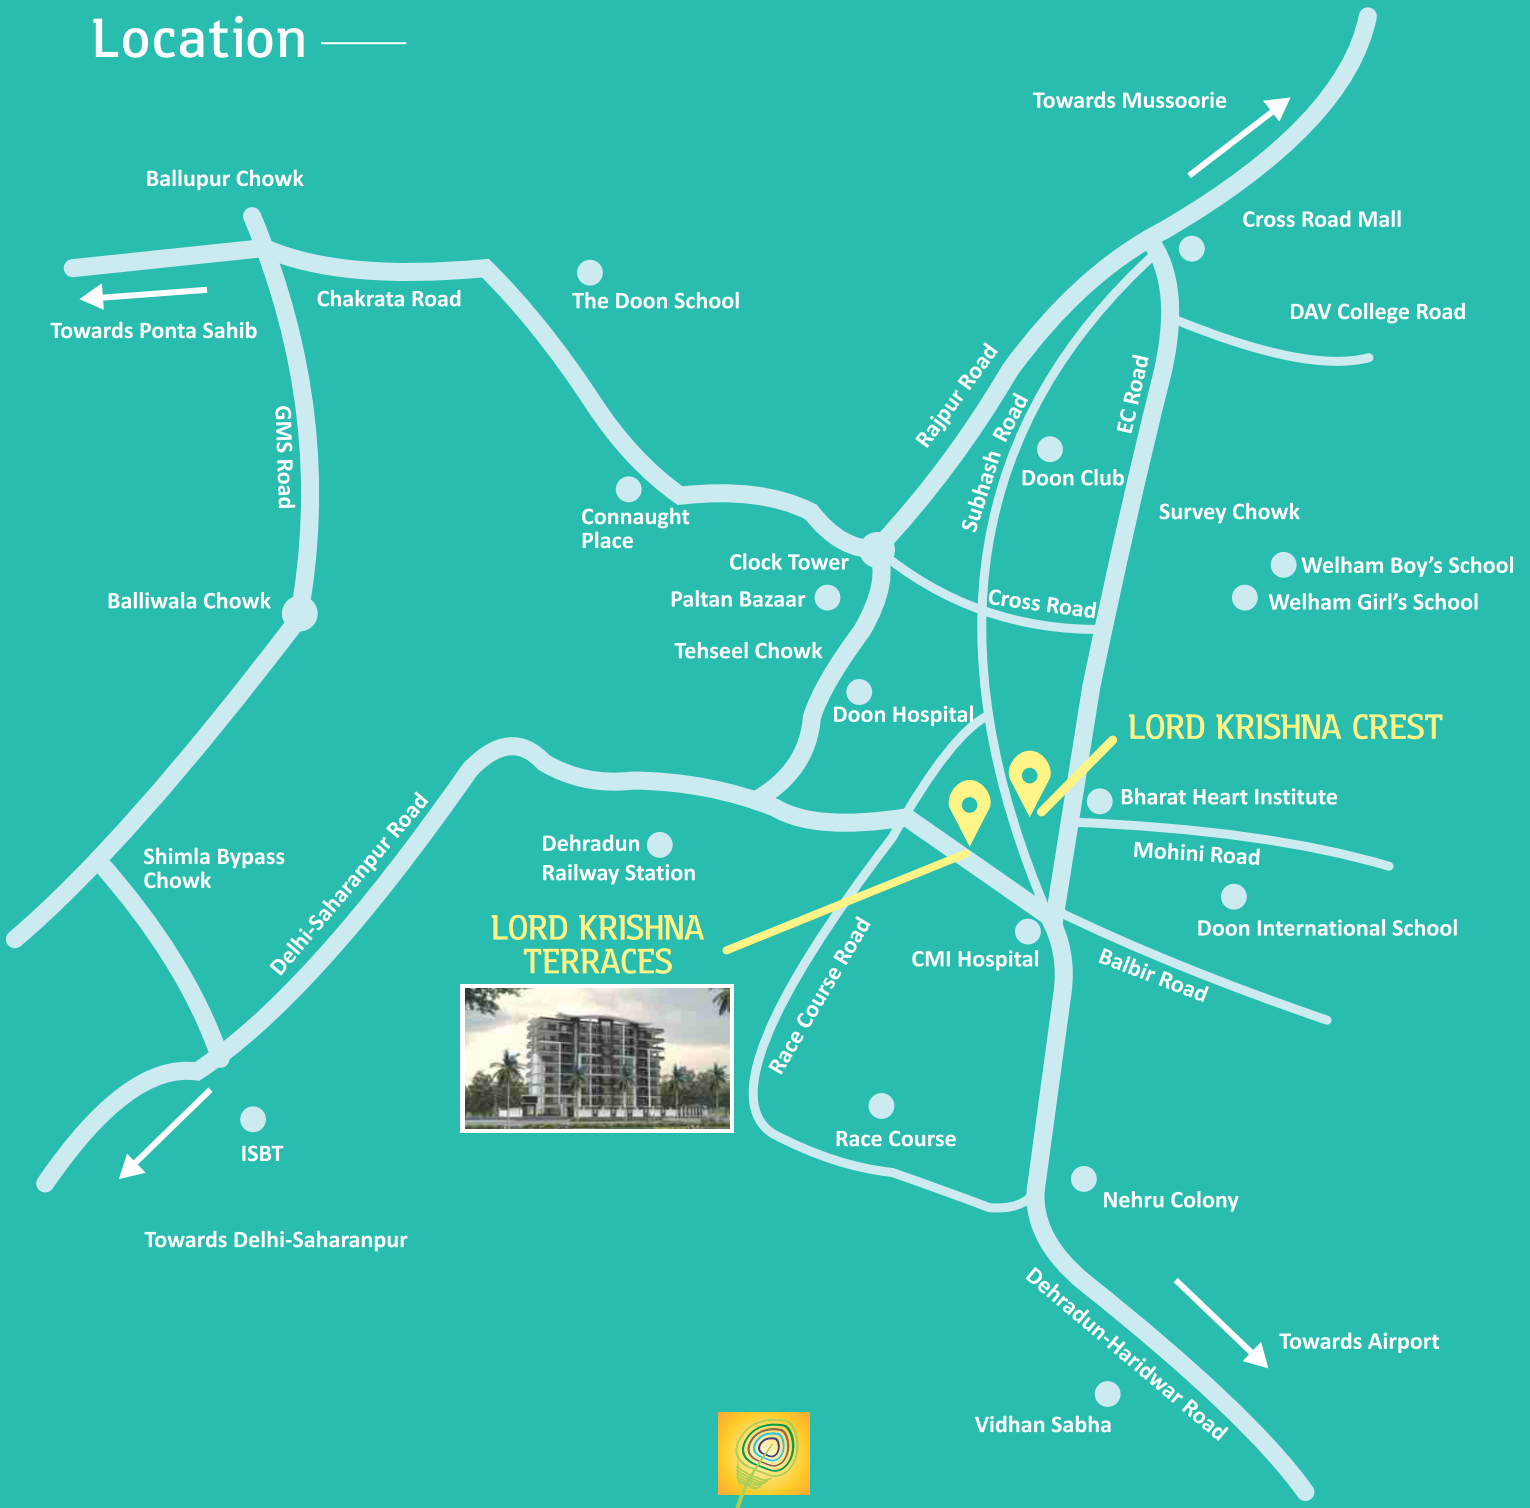 Location
Towards Mussoorie
Ballupur Chowk
Cross Road Mall
Chakrata Road
The Doon School
Towards Ponta Sahib
DAV College Road
Rajpur Road
EC Road
Subhash Road
GMS Road
Doon Club
Survey Chowk
Connaught
Place
Clock Tower
Welham Boy's School
Welham Girl's School
Balliwala Chowk
Paltan Bazaar
Cross Road
Tehseel Chowk
Doon Hospital
LORD KRISHNA CREST
Bharat Heart Institute
Mohini Road
Dehradun
Railway Station
Shimla Bypass
Chowk
Delhi-Saharanpur Road
LORD KRISHNA
TERRACES
Doon International School
CMI Hospital
Balbir Road
Race Course Road
Race Course
ISBT
Nehru Colony
Towards Delhi-Saharanpur
Dehradun-Haridwar Road
Towards Airport
Vidhan Sabha